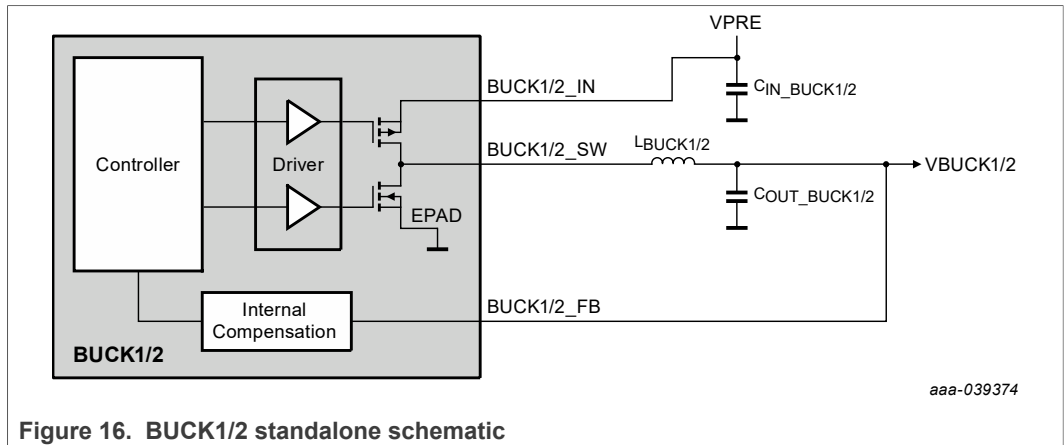 VPRE
BUCK1/2_IN
CIN_BUCK1/2
Controller
Driver
BUCK1/2_SW
LBUCK1/2
VBUCK1/2
COUT_BUCK1/2
EPAD
Internal
Compensation
BUCK1/2_FB
BUCK1/2
aaa-039374
Figure 16. BUCK1/2 standalone schematic